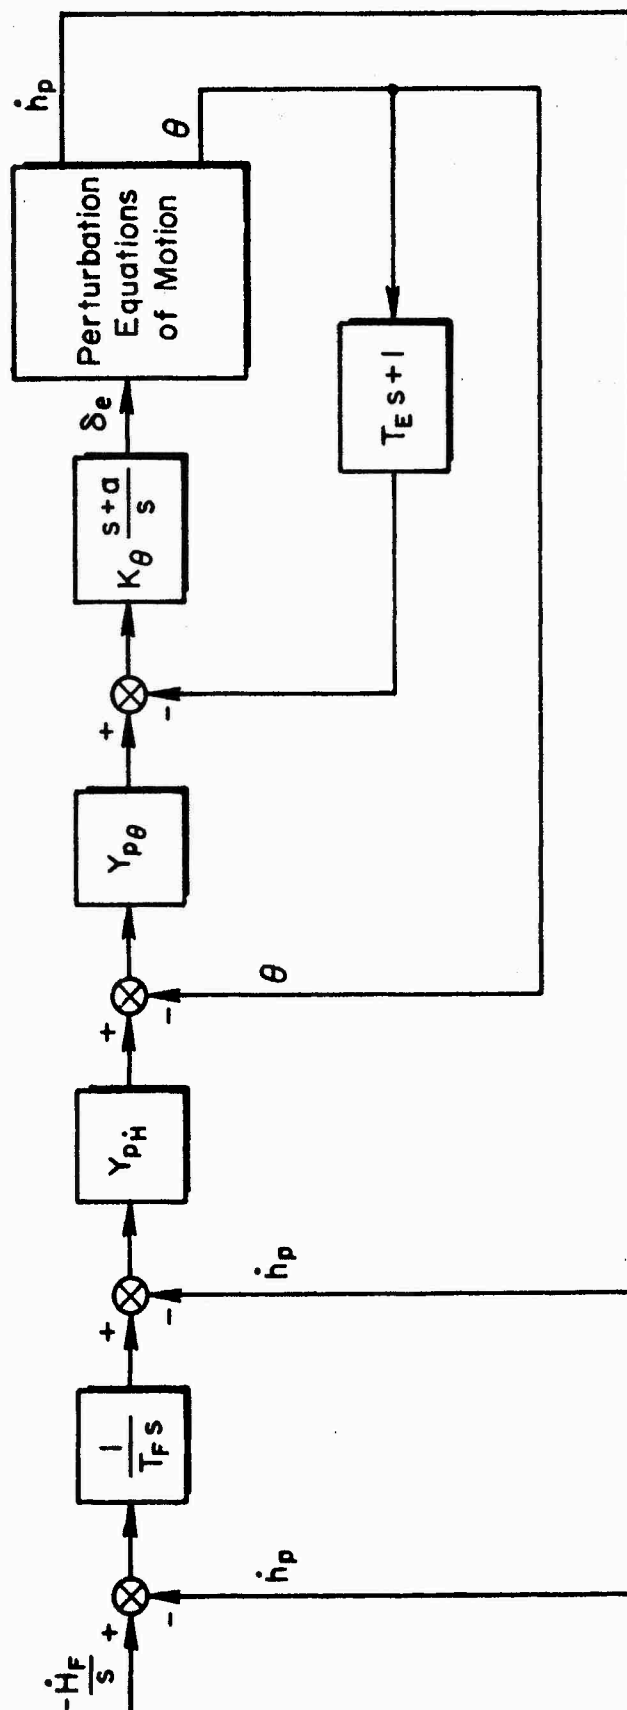 -Ḣ_F
s
+
-
ḣp
1
T_F s
+
-
ḣp
Y_pḢ
+
-
θ
Y_pθ
+
-
K_θ s+a
s
δe
Perturbation
Equations
of Motion
ḣp
θ
T_E s+1